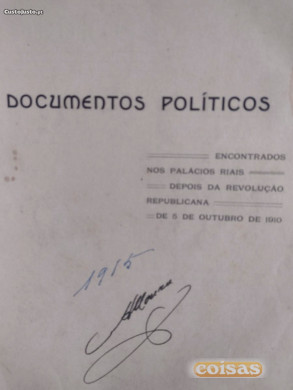 CustoJusto.pt
DOCUMENTOS POLÍTICOS
ENCONTRADOS
NOS PALÁCIOS RIAIS
DEPOIS DA REVOLUÇÃO
REPUBLICANA
DE 5 DE OUTUBRO DE 1910
1915
coisas